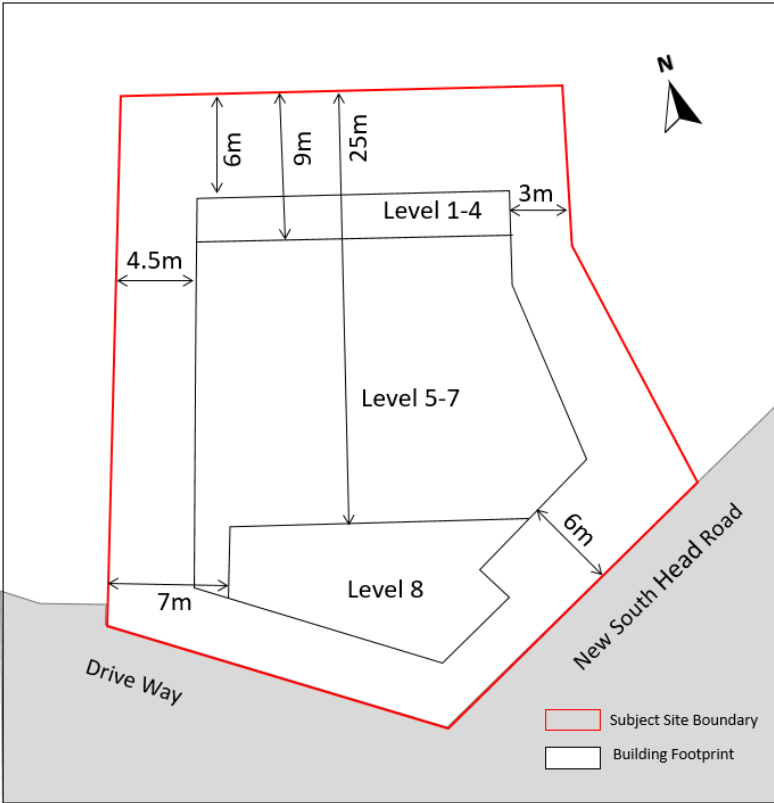 N
6m
9m
25m
3m
Level 1-4
4.5m
Level 5-7
6m
Level 8
7m
New South Head Road
Drive Way
Subject Site Boundary
Building Footprint